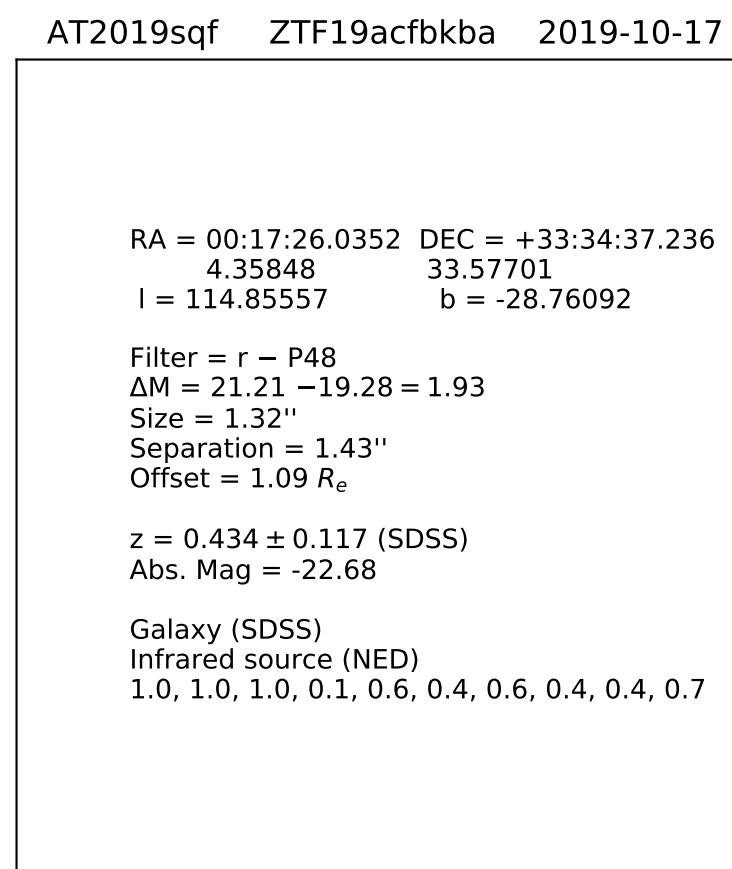 AT2019sqf ZTF19acfbkba 2019-10-17
RA = 00:17:26.0352 DEC = +33:34:37.236
4.35848 33.57701
l = 114.85557 b = -28.76092
Filter = r − P48
ΔM = 21.21 −19.28 = 1.93
Size = 1.32''
Separation = 1.43''
Offset = 1.09 Re
z = 0.434 ± 0.117 (SDSS)
Abs. Mag = -22.68
Galaxy (SDSS)
Infrared source (NED)
1.0, 1.0, 1.0, 0.1, 0.6, 0.4, 0.6, 0.4, 0.4, 0.7